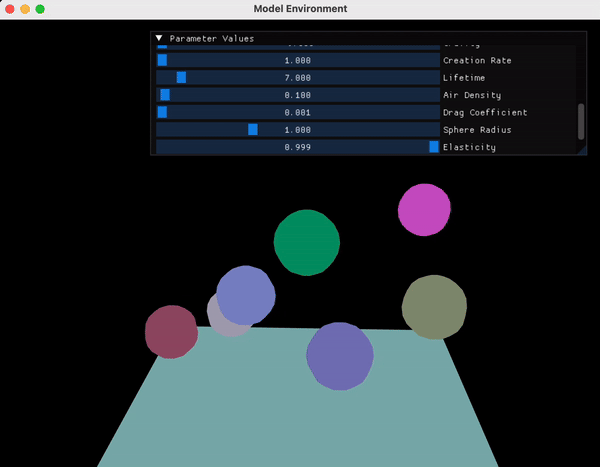 Model Environment
Parameter Values
1.000 Creation Rate
7.000 Lifetime
0.100 Air Density
0.001 Drag Coefficient
1.000 Sphere Radius
0.999 Elasticity